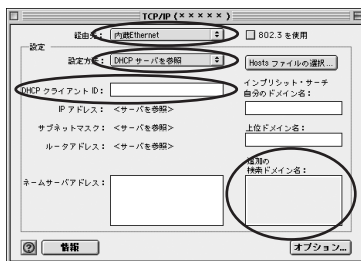 TCP/IP (×××××)
経由先： 内蔵Ethernet
802.3 を使用
設定
設定方法： DHCP サーバを参照
Hosts ファイルの選択...
DHCP クライアント ID：
インプリシット・サーチ
自分のドメイン名：
IP アドレス： <サーバを参照>
サブネットマスク： <サーバを参照>
上位ドメイン名：
ルータアドレス： <サーバを参照>
追加の
検索ドメイン名：
ネームサーバアドレス：
?
情報
オプション...